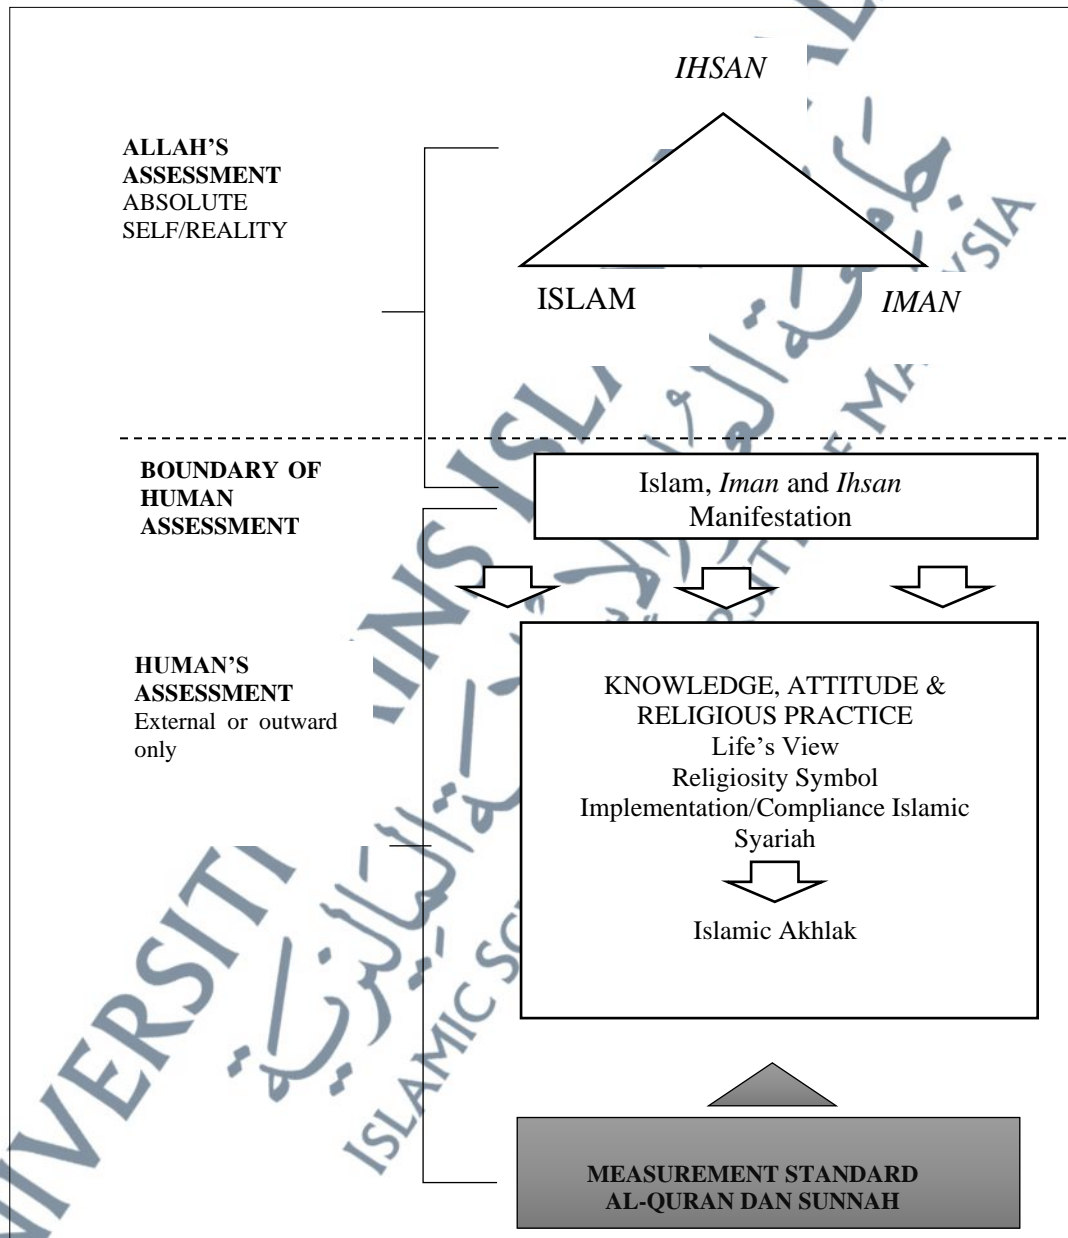 IHSAN
ALLAH'S
ASSESSMENT
ABSOLUTE
SELF/REALITY
ISLAM
IMAN
BOUNDARY OF
HUMAN
ASSESSMENT
Islam, Iman and Ihsan
Manifestation
HUMAN'S
ASSESSMENT
External or outward
only
KNOWLEDGE, ATTITUDE &
RELIGIOUS PRACTICE
Life's View
Religiosity Symbol
Implementation/Compliance Islamic
Syariah
Islamic Akhlak
MEASUREMENT STANDARD
AL-QURAN DAN SUNNAH